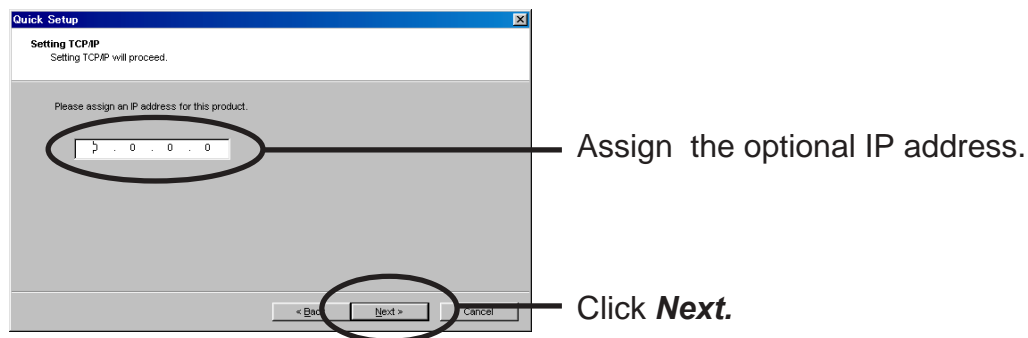 Quick Setup
Setting TCP/IP
Setting TCP/IP will proceed.
Please assign an IP address for this product.
0 . 0 . 0 . 0
Assign the optional IP address.
< Bac Next > Cancel
Click Next.